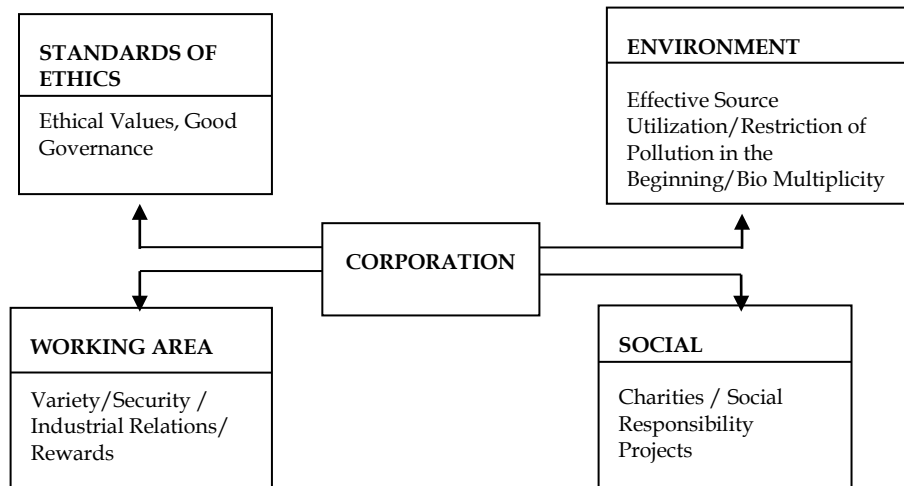 STANDARDS OF
ETHICS
Ethical Values, Good
Governance
ENVIRONMENT
Effective Source
Utilization/Restriction of
Pollution in the
Beginning/Bio Multiplicity
CORPORATION
WORKING AREA
Variety/Security /
Industrial Relations/
Rewards
SOCIAL
Charities / Social
Responsibility
Projects